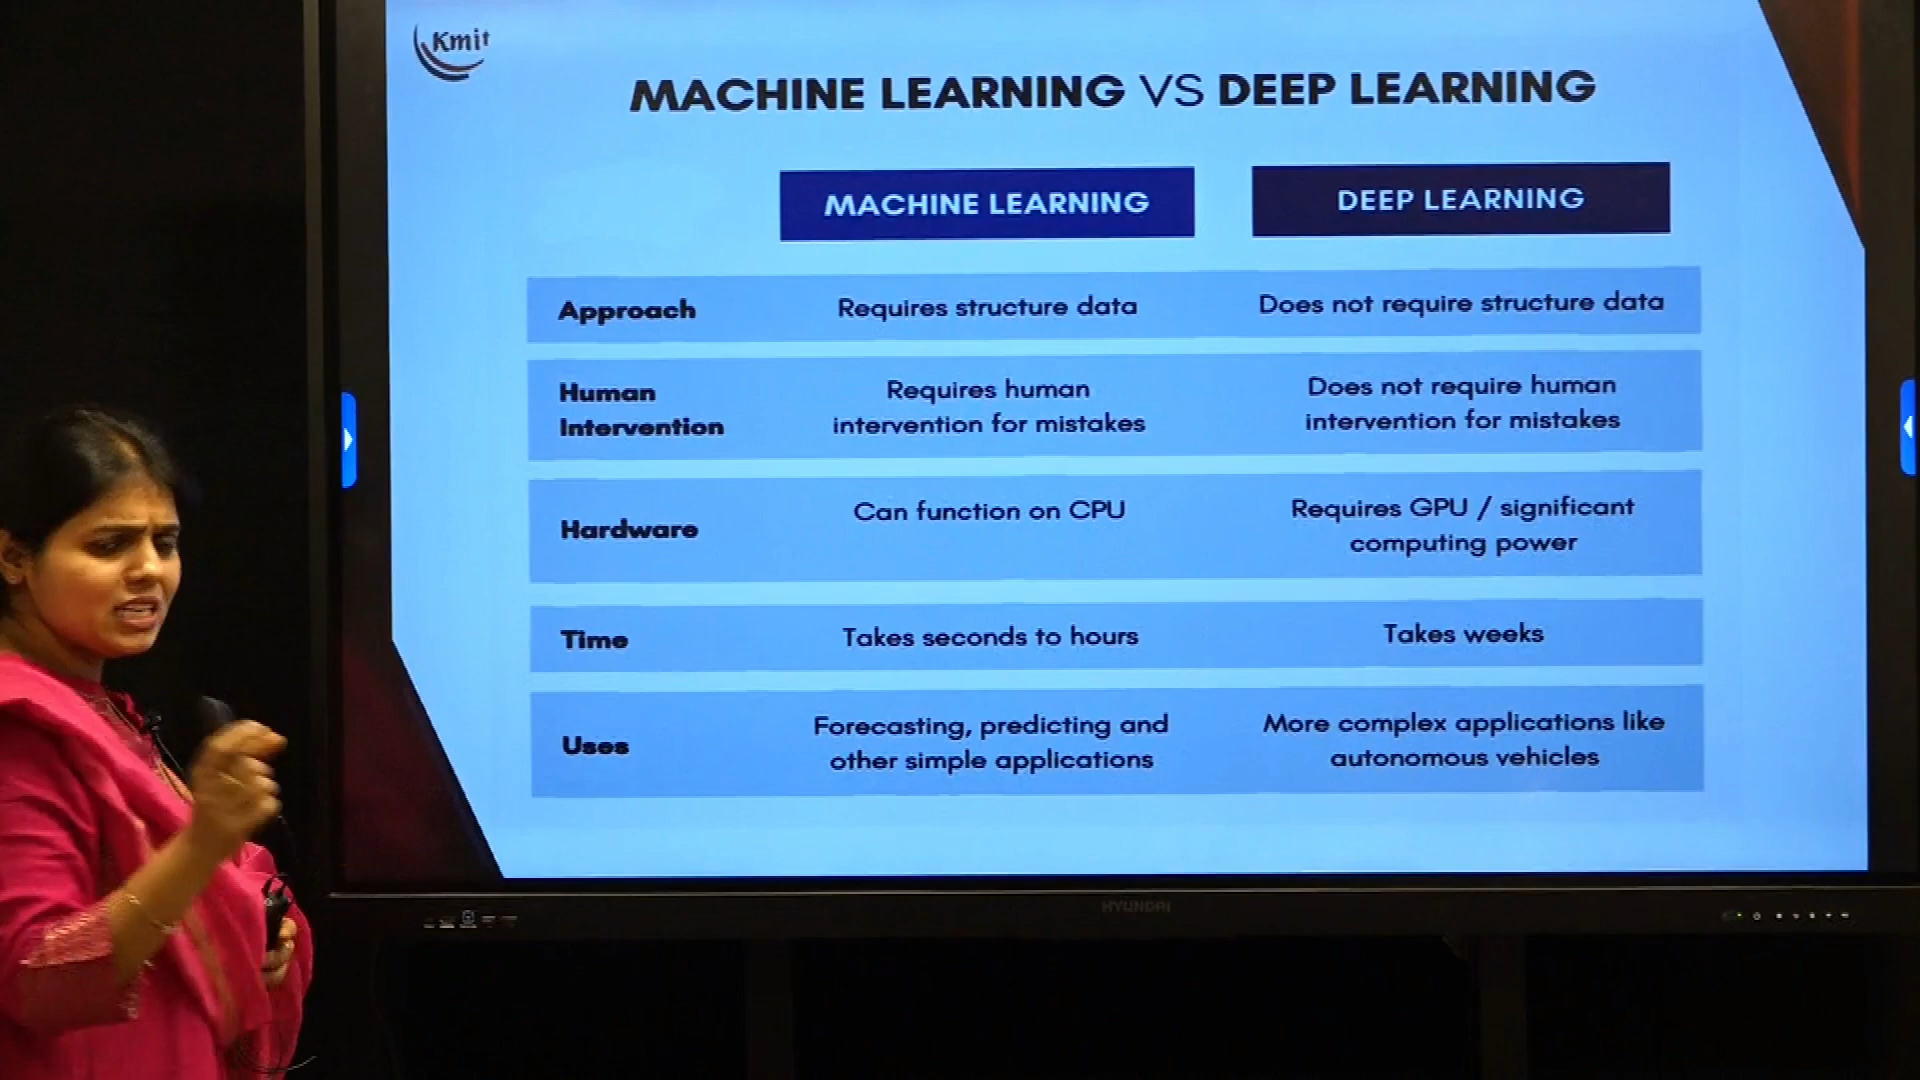 Kmit
MACHINE LEARNING VS DEEP LEARNING
MACHINE LEARNING
DEEP LEARNING
Approach
Requires structure data
Does not require structure data
Human
Intervention
Requires human
intervention for mistakes
Does not require human
intervention for mistakes
Hardware
Can function on CPU
Requires GPU / significant
computing power
Time
Takes seconds to hours
Takes weeks
Uses
Forecasting, predicting and
other simple applications
More complex applications like
autonomous vehicles
HYUNDAI